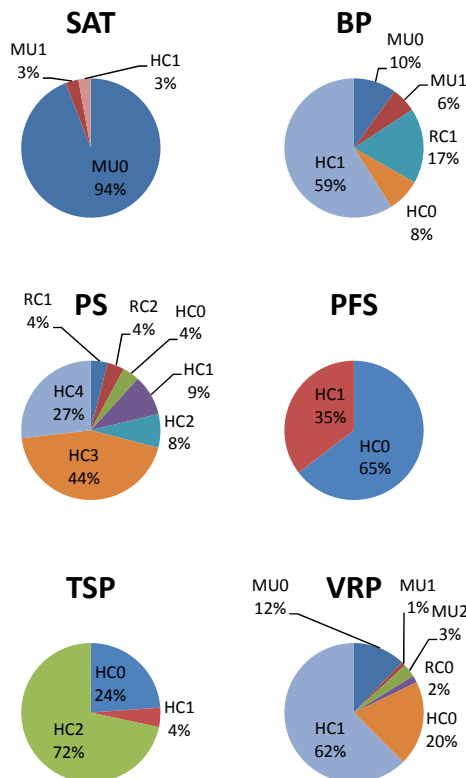 SAT
MU1
3%
HC1
3%
MU0
94%
BP
MU0
10%
MU1
6%
RC1
17%
HC0
8%
HC1
59%
PS
RC1
4%
RC2
4%
HC0
4%
HC1
9%
HC2
8%
HC3
44%
HC4
27%
PFS
HC1
35%
HC0
65%
TSP
HC0
24%
HC1
4%
HC2
72%
VRP
MU0
12%
MU1
1%
MU2
3%
RC0
2%
HC0
20%
HC1
62%